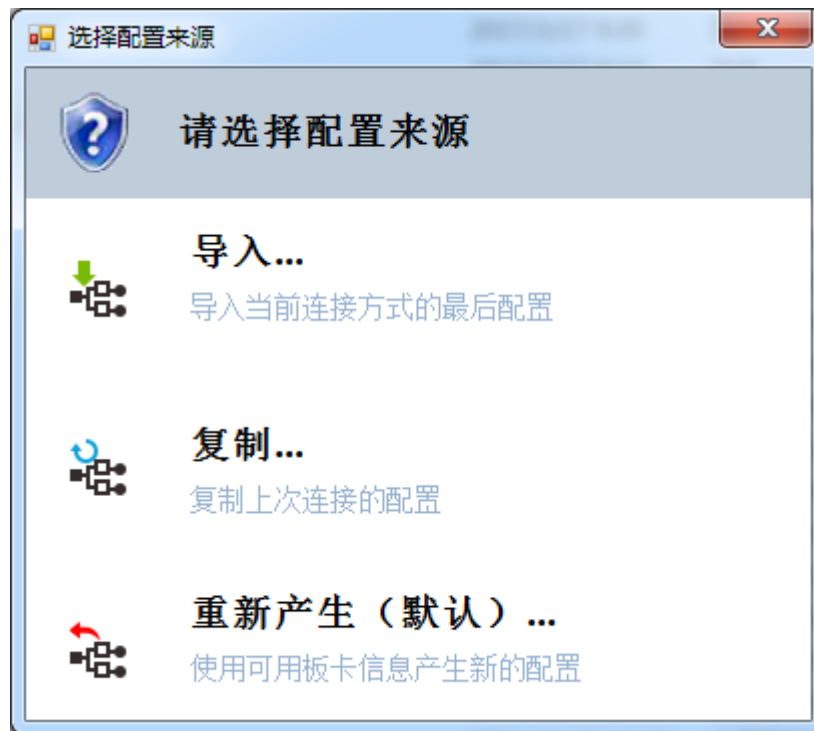 选择配置来源
请选择配置来源
导入...
导入当前连接方式的最后配置
复制...
复制上次连接的配置
重新产生（默认）...
使用可用板卡信息产生新的配置